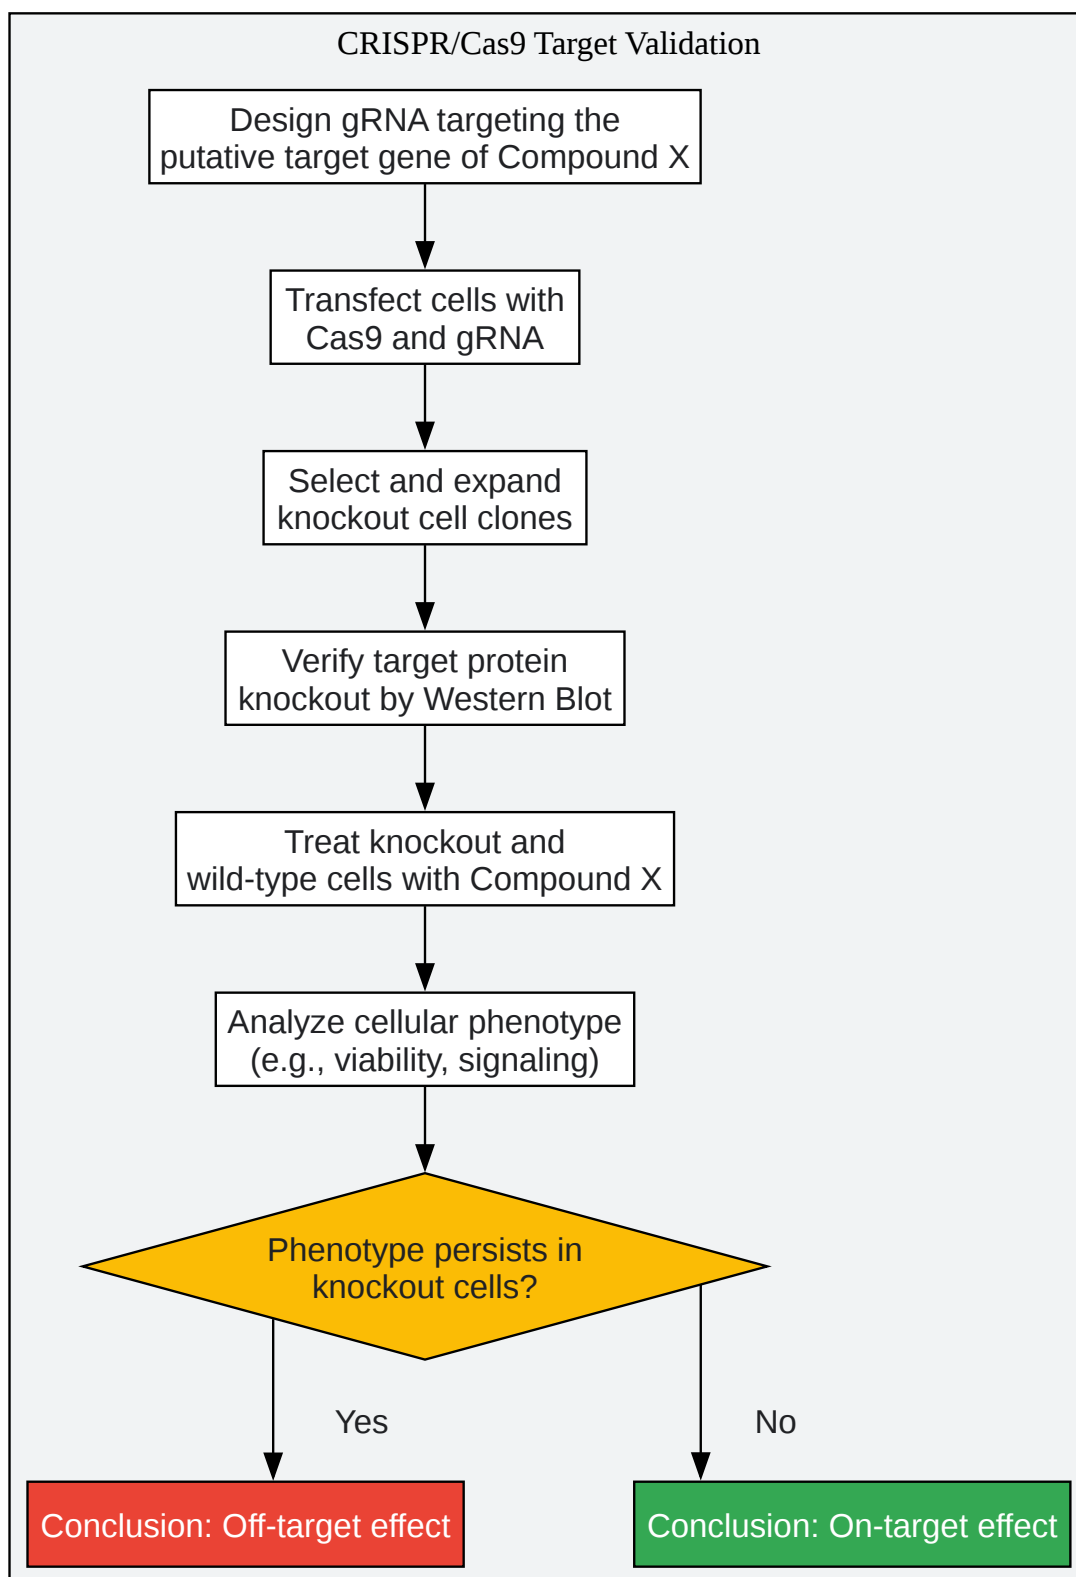 CRISPR/Cas9 Target Validation
Design gRNA targeting the
putative target gene of Compound X
Transfect cells with
Cas9 and gRNA
Select and expand
knockout cell clones
Verify target protein
knockout by Western Blot
Treat knockout and
wild-type cells with Compound X
Analyze cellular phenotype
(e.g., viability, signaling)
Phenotype persists in
knockout cells?
Yes
No
Conclusion: Off-target effect
Conclusion: On-target effect